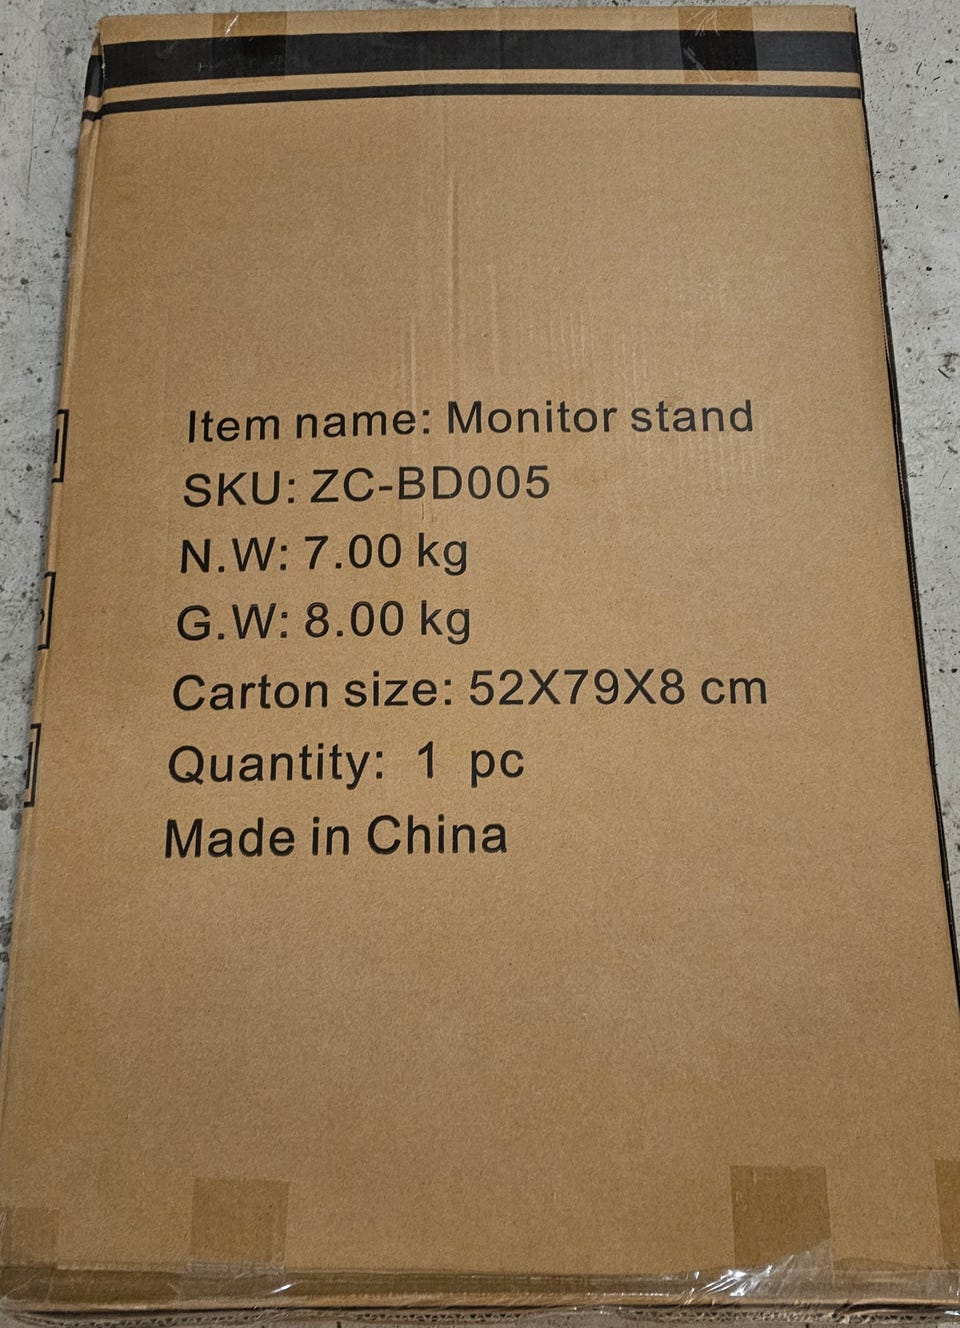 Item name: Monitor stand
SKU: ZC-BD005
N.W: 7.00 kg
G.W: 8.00 kg
Carton size: 52X79X8 cm
Quantity: 1 pc
Made in China